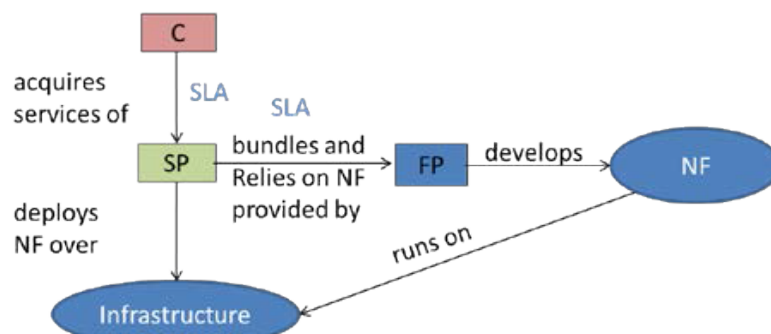 C
acquires
services of
SLA
SLA
SP
bundles and
Relies on NF
provided by
FP
develops
NF
deploys
NF over
runs on
Infrastructure